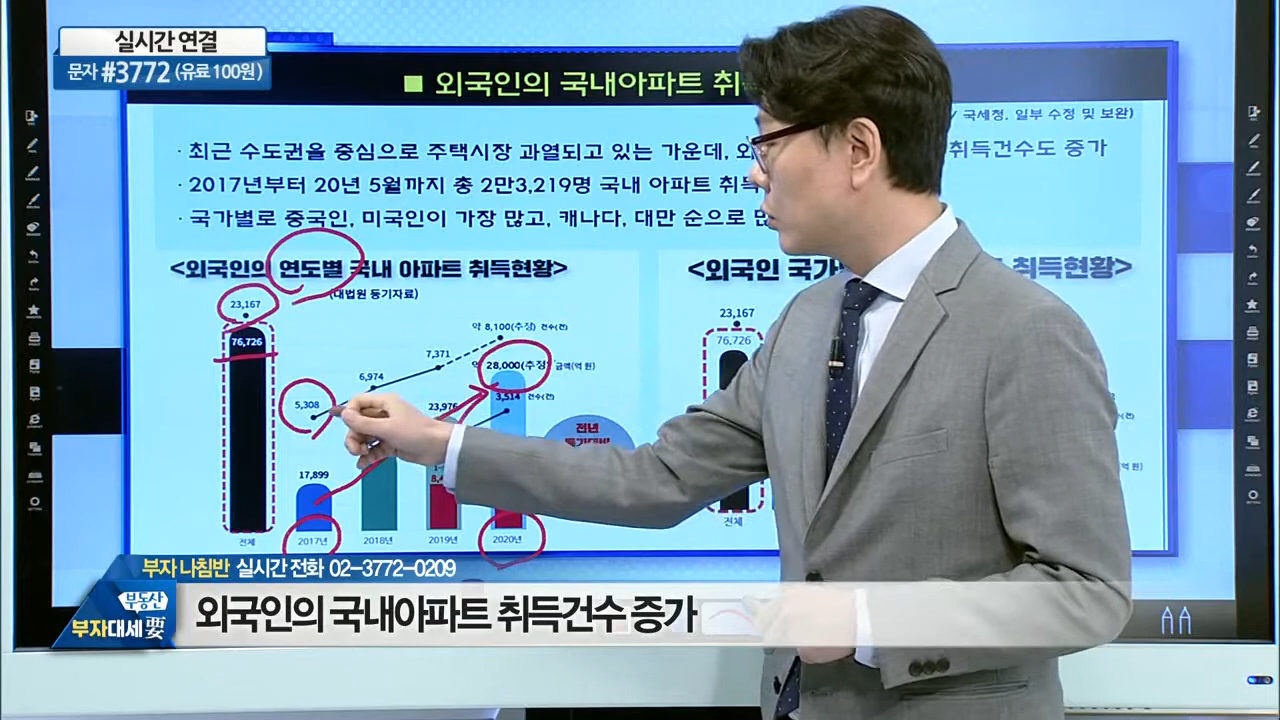 실시간 연결
문자 #3772 (유료 100원)
■ 외국인의 국내아파트
/ 국세청, 일부 수정 및 보완)
· 최근 수도권을 중심으로 주택시장 과열되고 있는 가운데, 취득건수도 증가
· 2017년부터 20년 5월까지 총 2만3,219명 국내 아파트 취득
· 국가별로 중국인, 미국인이 가장 많고, 캐나다, 대만 순으로
<외국인의 연도별 국내 아파트 취득현황>
(대법원 등기자료)
<외국인 취득현황>
23,167
76,726
5,308
6,974
7,371
약 8,100(추정) 건수(건)
28,000(추정) 금액(억 원)
3,514 건수(건)
23,976
17,899
전년
전체
2017년
2018년
2019년
2020년
23,167
76,726
전체
부자 나침반 실시간 전화 02-3772-0209
부동산
부자대세 要
외국인의 국내아파트 취득건수 증가